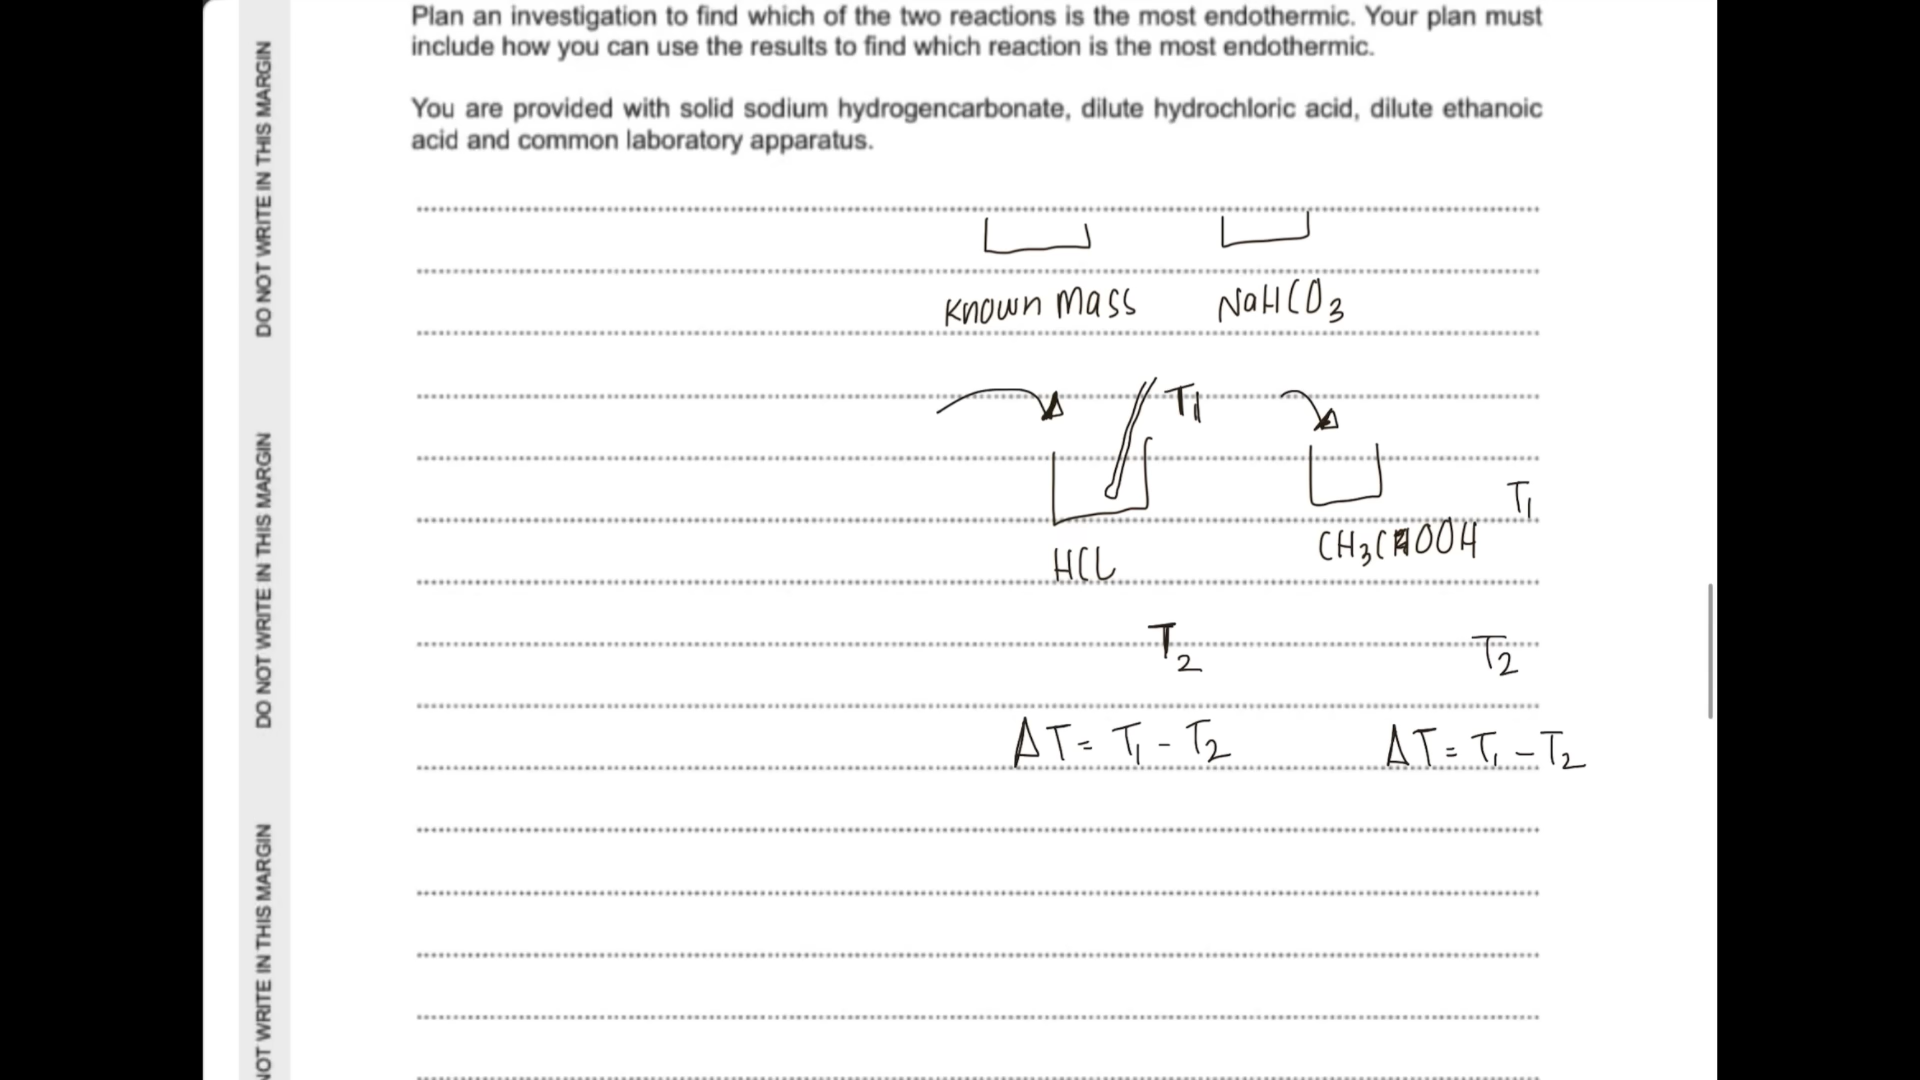 Plan an investigation to find which of the two reactions is the most endothermic. Your plan must
include how you can use the results to find which reaction is the most endothermic.
You are provided with solid sodium hydrogencarbonate, dilute hydrochloric acid, dilute ethanoic
acid and common laboratory apparatus.
Known Mass NaHCO3
T1
T1
HCl
CH3COOH
T2 T2
ΔT = T1 - T2 ΔT = T1 - T2
DO NOT WRITE IN THIS MARGIN
DO NOT WRITE IN THIS MARGIN
NOT WRITE IN THIS MARGIN